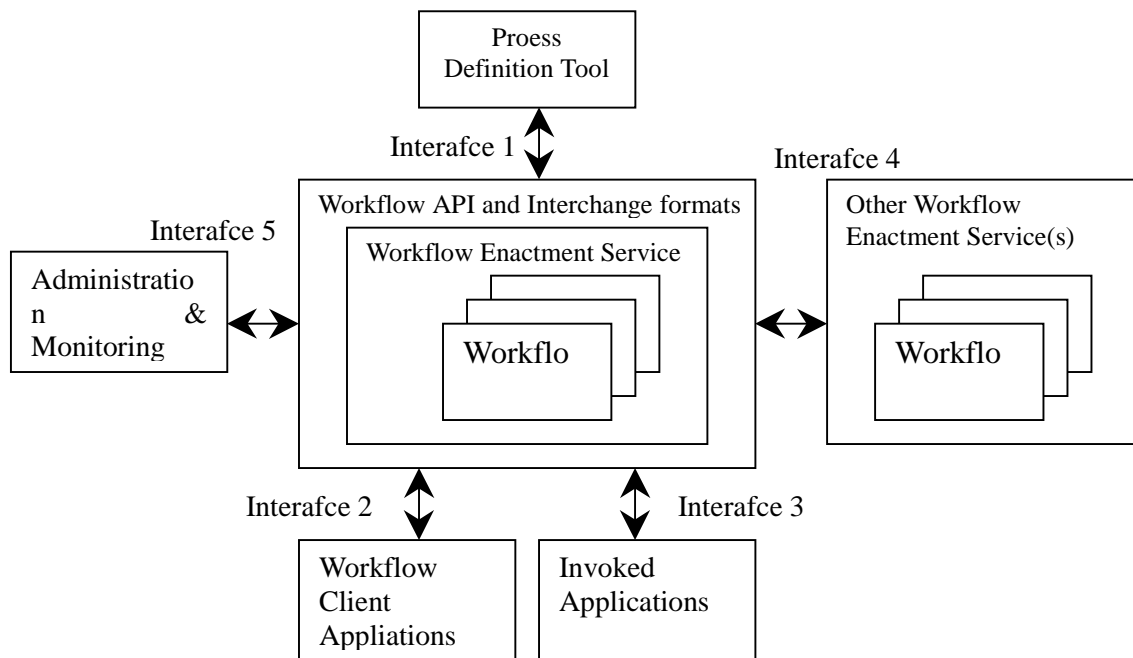 Proess
Definition Tool
Interafce 1
Interafce 4
Workflow API and Interchange formats
Workflow Enactment Service
Workflo
Other Workflow
Enactment Service(s)
Workflo
Interafce 5
Administratio
n &
Monitoring
Interafce 2
Interafce 3
Workflow
Client
Appliations
Invoked
Applications